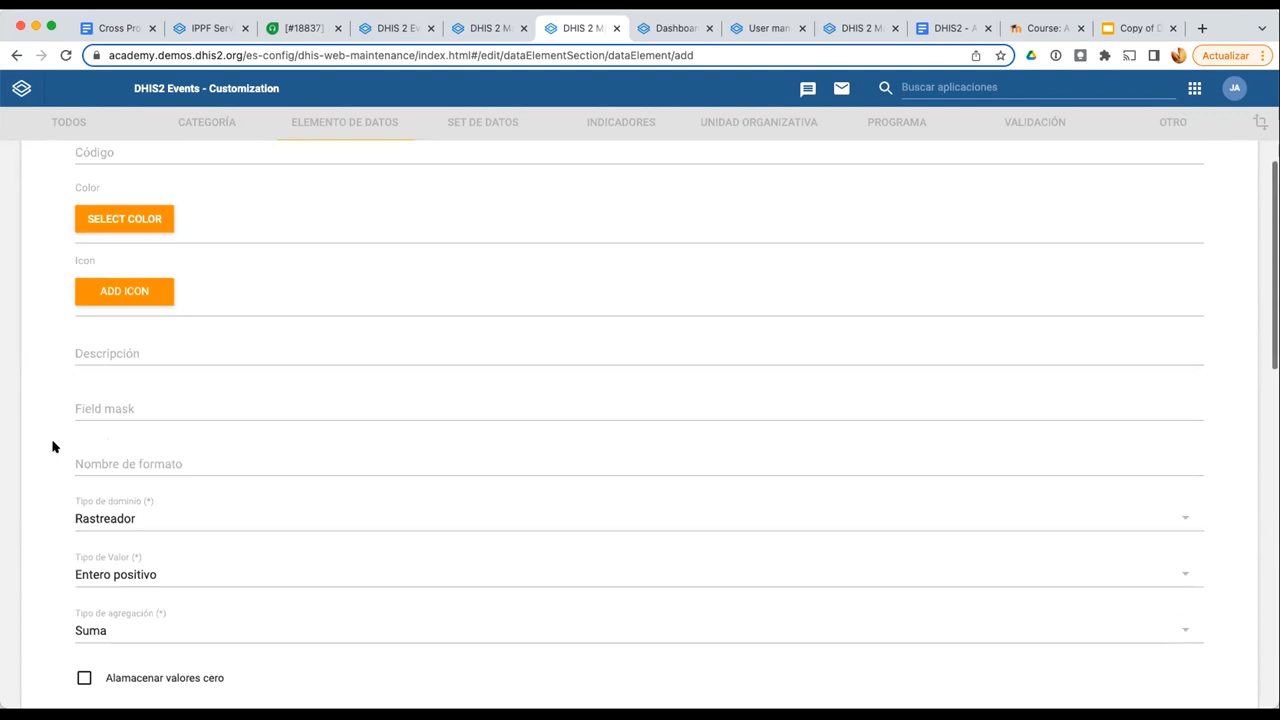 Cross Pro
IPPF Serv
[#18837]
DHIS 2 Ev
DHIS 2 Ma
DHIS 2 M
Dashboar
User man
DHIS 2 Ma
DHIS2 - A
Course: A
Copy of D
academy.demos.dhis2.org/es-config/dhis-web-maintenance/index.html#/edit/dataElementSection/dataElement/add
Actualizar
DHIS2 Events - Customization
Buscar aplicaciones
JA
TODOS
CATEGORÍA
ELEMENTO DE DATOS
SET DE DATOS
INDICADORES
UNIDAD ORGANIZATIVA
PROGRAMA
VALIDACIÓN
OTRO
Código
Color
SELECT COLOR
Icon
ADD ICON
Descripción
Field mask
Nombre de formato
Tipo de dominio (*)
Rastreador
Tipo de Valor (*)
Entero positivo
Tipo de agregación (*)
Suma
Alamacenar valores cero